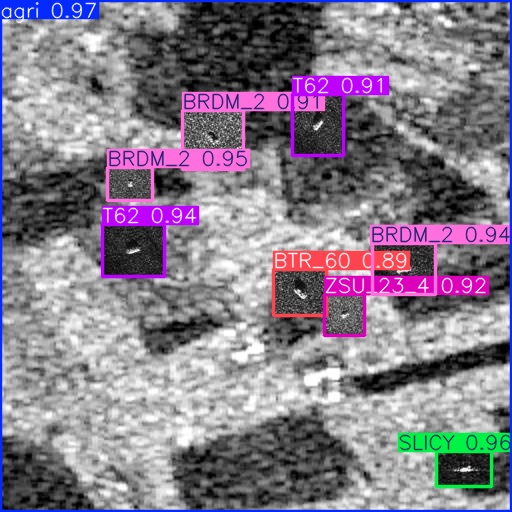 agri 0.97
T62 0.91
BRDM_2 0.91
BRDM_2 0.95
T62 0.94
BRDM_2 0.94
BTR_60 0.89
ZSU_23_4 0.92
SLICY 0.96